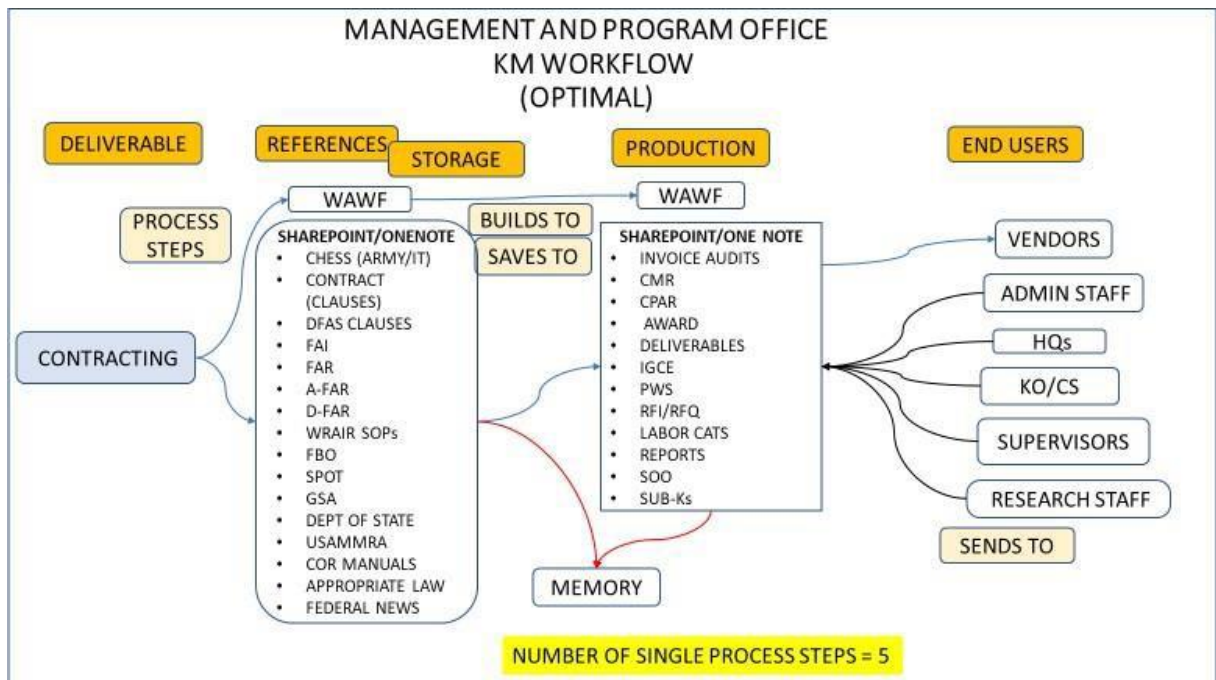 MANAGEMENT AND PROGRAM OFFICE
KM WORKFLOW
(OPTIMAL)
DELIVERABLE
REFERENCES
STORAGE
PRODUCTION
END USERS
PROCESS
STEPS
WAWF
BUILDS TO
SAVES TO
WAWF
CONTRACTING
SHAREPOINT/ONENOTE
• CHESS (ARMY/IT)
• CONTRACT
(CLAUSES)
• DFAS CLAUSES
• FAI
• FAR
• A-FAR
• D-FAR
• WRAIR SOPs
• FBO
• SPOT
• GSA
• DEPT OF STATE
• USAMMRA
• COR MANUALS
• APPROPRIATE LAW
• FEDERAL NEWS
SHAREPOINT/ONE NOTE
• INVOICE AUDITS
• CMR
• CPAR
• AWARD
• DELIVERABLES
• IGCE
• PWS
• RFI/RFQ
• LABOR CATS
• REPORTS
• SOO
• SUB-Ks
VENDORS
ADMIN STAFF
HQs
KO/CS
SUPERVISORS
RESEARCH STAFF
SENDS TO
MEMORY
NUMBER OF SINGLE PROCESS STEPS = 5